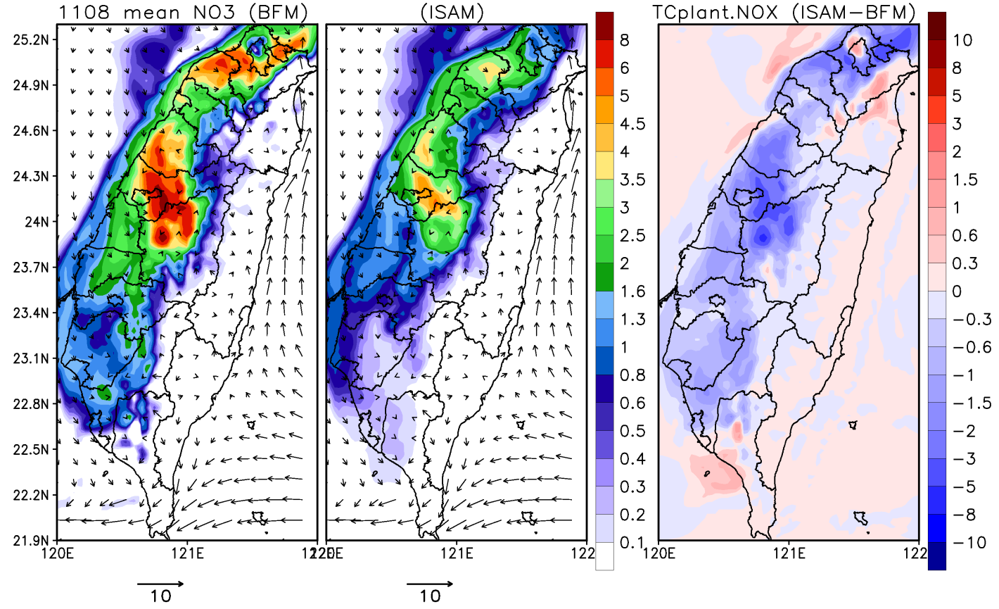 1108 mean NO3 (BFM)
(ISAM)
TCplant.NOX (ISAM−BFM)
25.2N
24.9N
24.6N
24.3N
24N
23.7N
23.4N
23.1N
22.8N
22.5N
22.2N
21.9N
120E
121E
122
120E
121E
122
120E
121E
122
8
6
5
4.5
4
3.5
3
2.5
2
1.6
1.3
1
0.8
0.6
0.5
0.4
0.3
0.2
0.1
10
8
5
3
2
1.5
1
0.6
0.3
0
−0.3
−0.6
−1
−1.5
−2
−3
−5
−8
−10
10
10